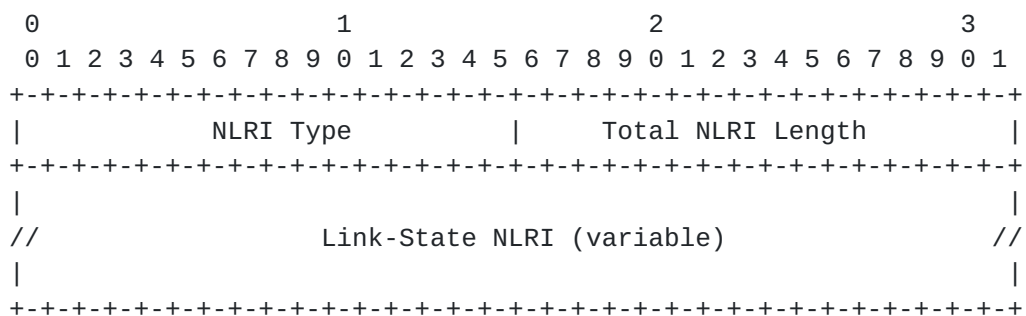 0                   1                   2                   3
 0 1 2 3 4 5 6 7 8 9 0 1 2 3 4 5 6 7 8 9 0 1 2 3 4 5 6 7 8 9 0 1
+-+-+-+-+-+-+-+-+-+-+-+-+-+-+-+-+-+-+-+-+-+-+-+-+-+-+-+-+-+-+-+-+
|            NLRI Type          |     Total NLRI Length         |
+-+-+-+-+-+-+-+-+-+-+-+-+-+-+-+-+-+-+-+-+-+-+-+-+-+-+-+-+-+-+-+-+
|                                                               |
//                  Link-State NLRI (variable)                 //
|                                                               |
+-+-+-+-+-+-+-+-+-+-+-+-+-+-+-+-+-+-+-+-+-+-+-+-+-+-+-+-+-+-+-+-+